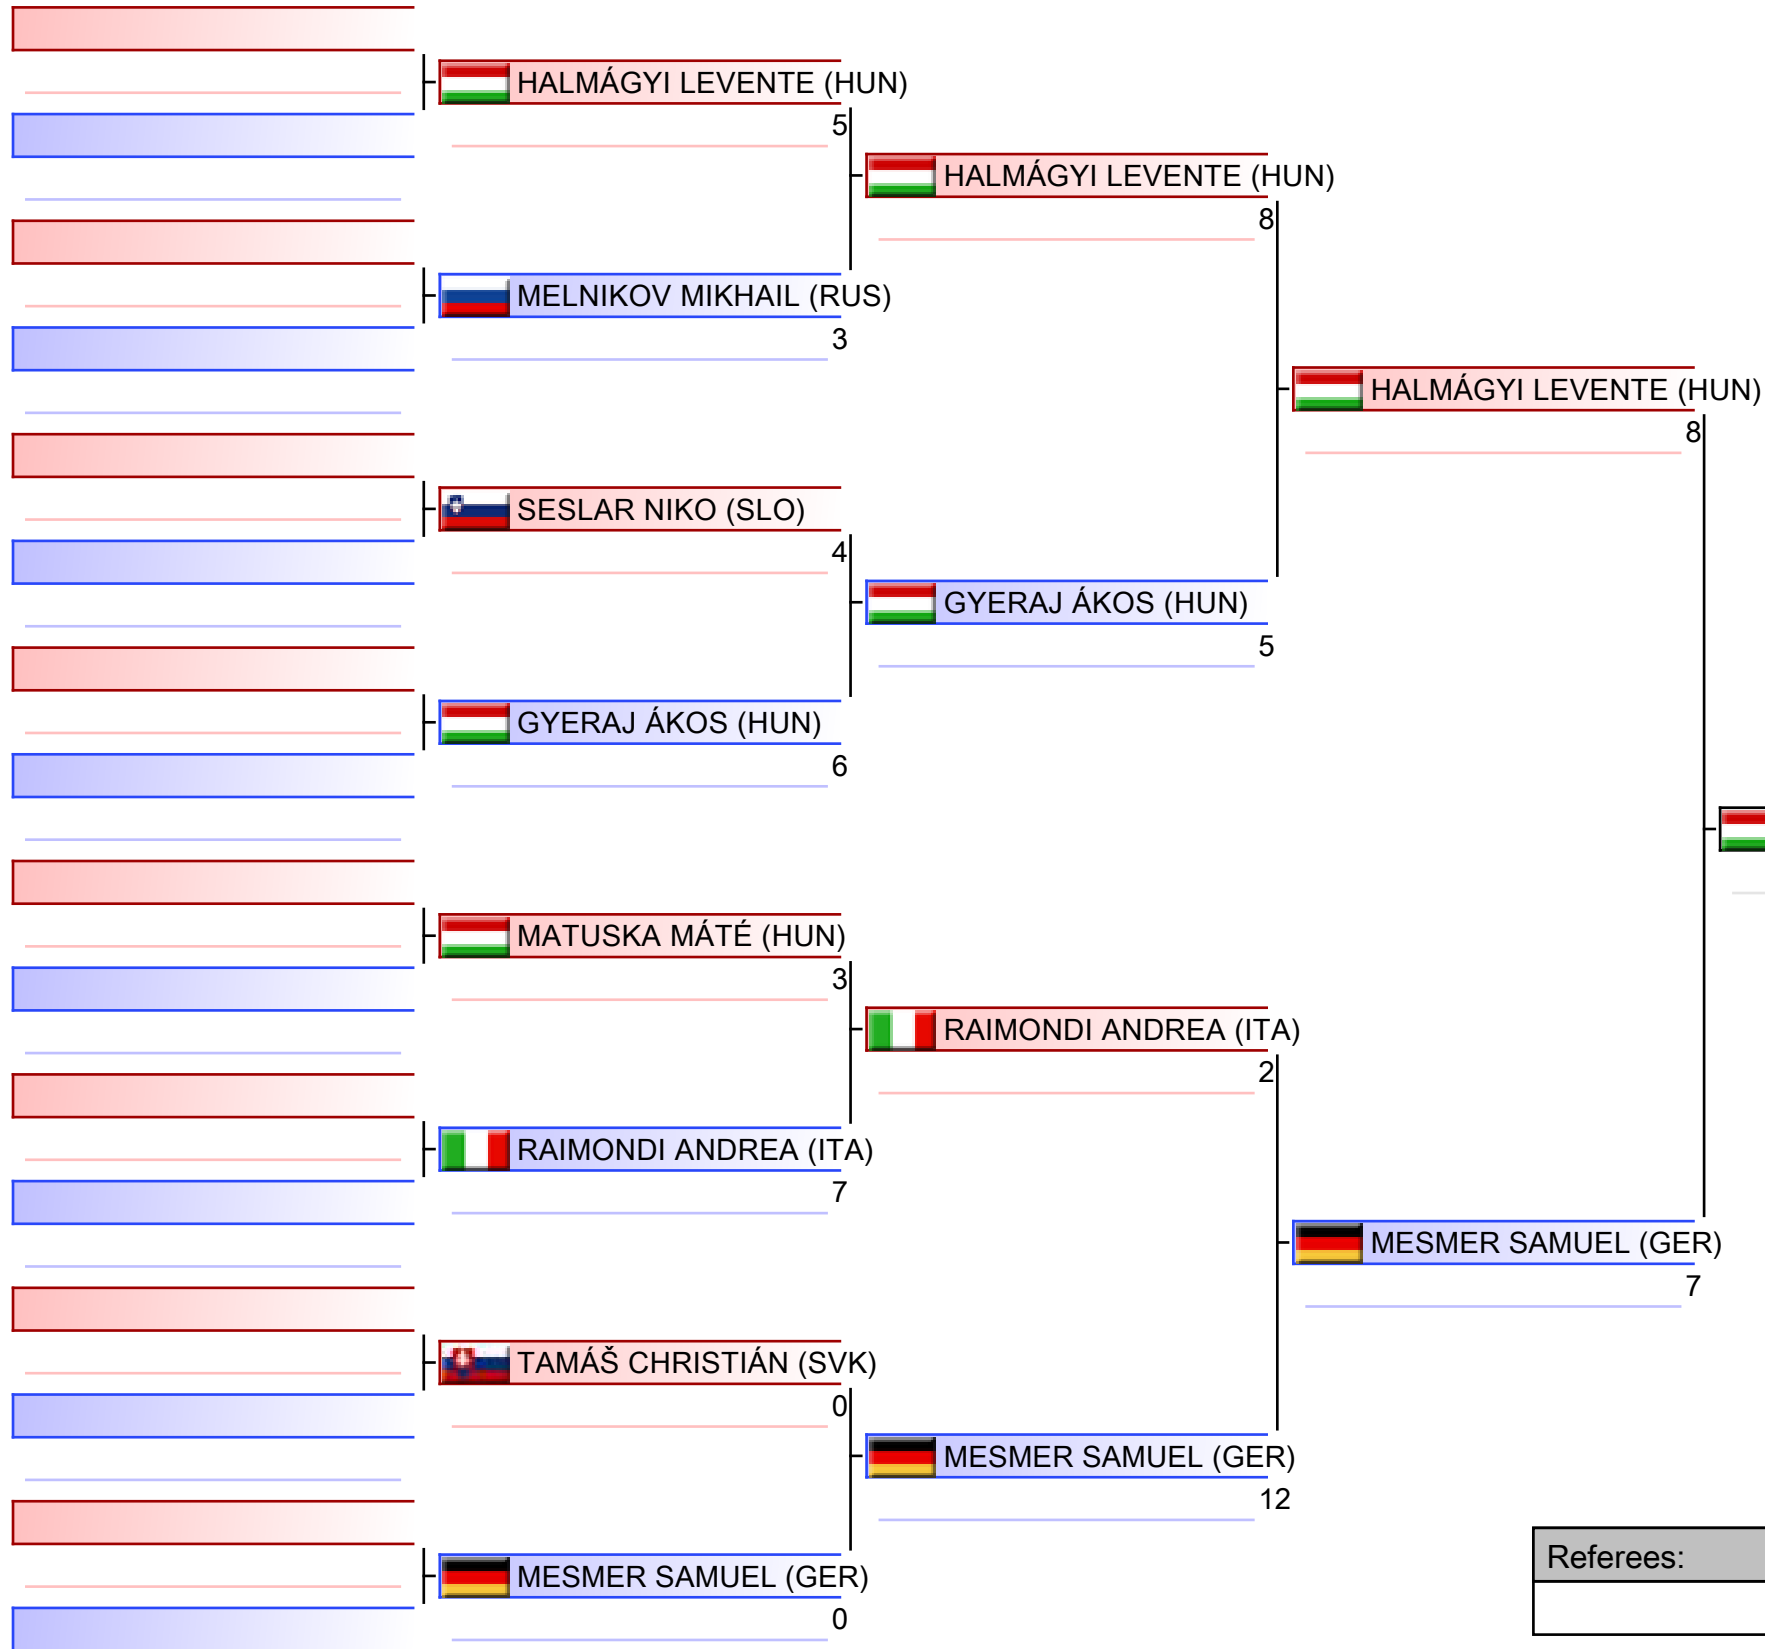 HALMÁGYI LEVENTE (HUN)
5
HALMÁGYI LEVENTE (HUN)
8
MELNIKOV MIKHAIL (RUS)
3
HALMÁGYI LEVENTE (HUN)
8
SESLAR NIKO (SLO)
4
GYERAJ ÁKOS (HUN)
5
GYERAJ ÁKOS (HUN)
6
MATUSKA MÁTÉ (HUN)
3
RAIMONDI ANDREA (ITA)
2
RAIMONDI ANDREA (ITA)
7
MESMER SAMUEL (GER)
7
TAMÁŠ CHRISTIÁN (SVK)
0
MESMER SAMUEL (GER)
12
Referees:
MESMER SAMUEL (GER)
0